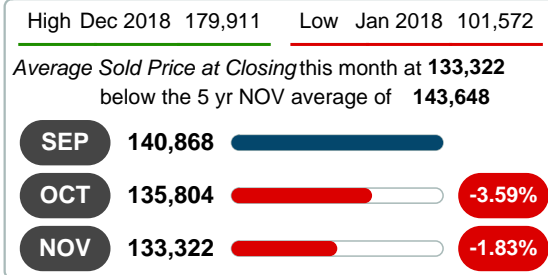 High Dec 2018 179,911 Low Jan 2018 101,572
Average Sold Price at Closing this month at 133,322
below the 5 yr NOV average of 143,648
SEP 140,868
OCT 135,804 -3.59%
NOV 133,322 -1.83%